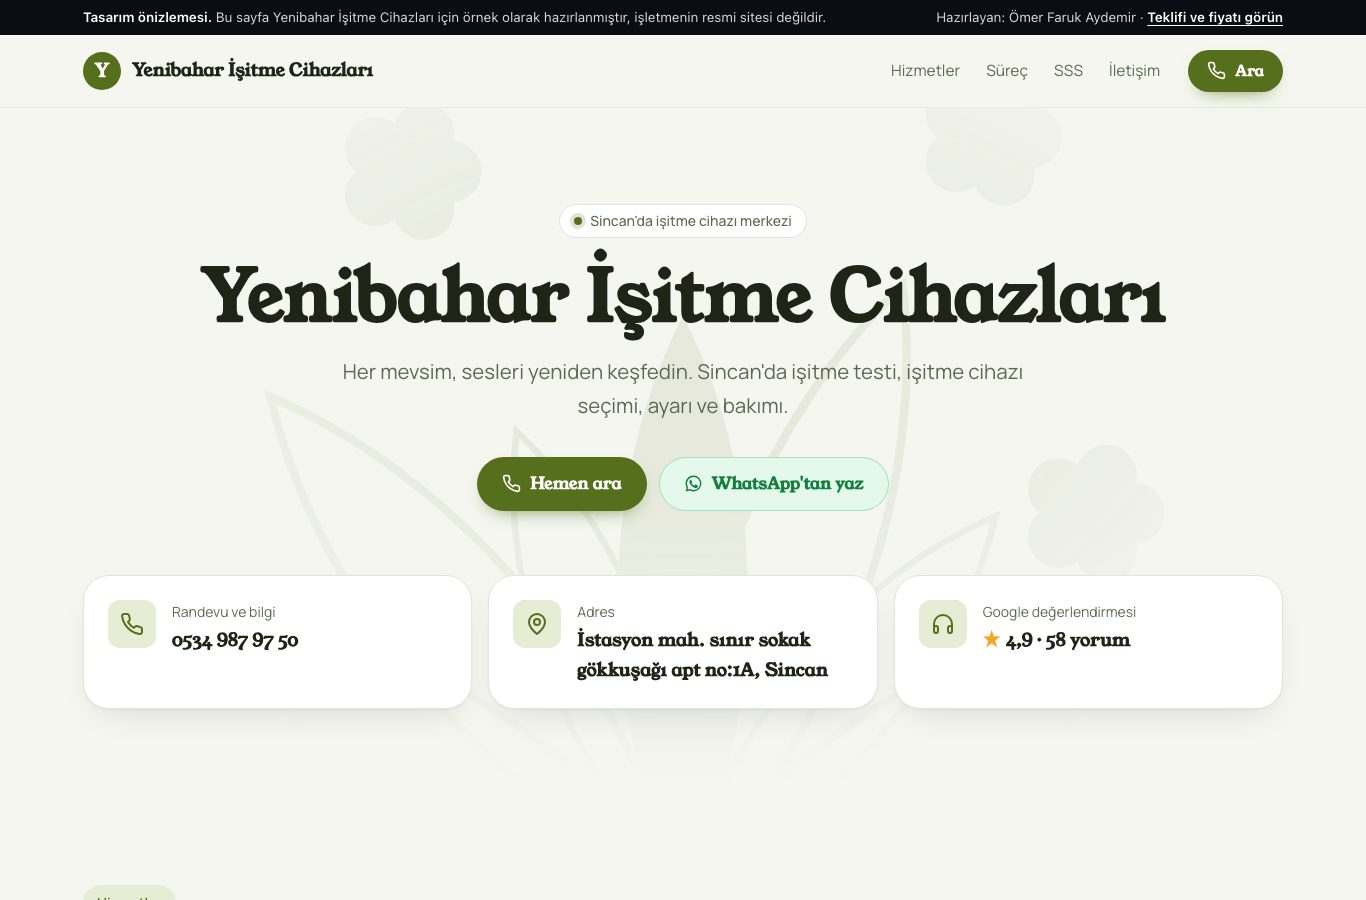 Tasarım önizlemesi. Bu sayfa Yenibahar İşitme Cihazları için örnek olarak hazırlanmıştır, işletmenin resmi sitesi değildir.
Hazırlayan: Ömer Faruk Aydemir · Teklifi ve fiyatı görün
Y Yenibahar İşitme Cihazları
Hizmetler Süreç SSS İletişim Ara
Sincan'da işitme cihazı merkezi
Yenibahar İşitme Cihazları
Her mevsim, sesleri yeniden keşfedin. Sincan'da işitme testi, işitme cihazı
seçimi, ayarı ve bakımı.
Hemen ara
WhatsApp'tan yaz
Randevu ve bilgi
0534 987 97 50
Adres
İstasyon mah. sınır sokak
gökkuşağı apt no:1A, Sincan
Google değerlendirmesi
★ 4,9 · 58 yorum